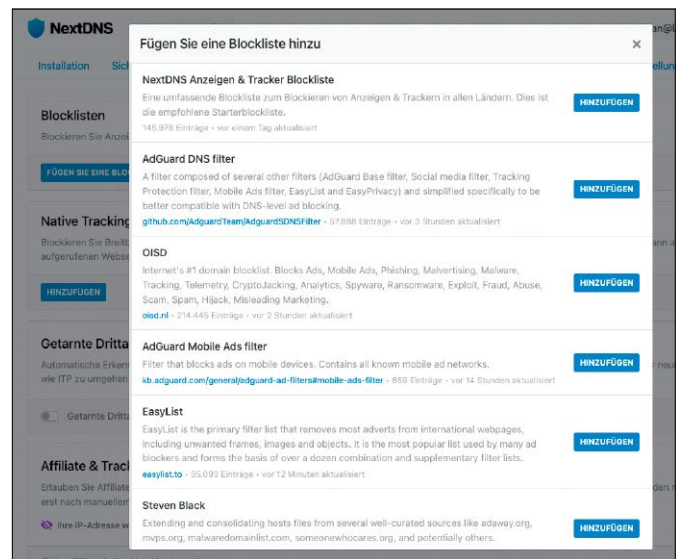 NextDNS
Installation
Fügen Sie eine Blockliste hinzu
×
Blocklisten
Blockieren Sie
FÜGEN SIE EINE
Native Tracking
Blockieren Sie
aufgerufenen
HINZUFÜGEN
Getarnte
Automatische
wie ITP zu umgehen
Getarnte
Affiliate &
Erlauben Sie Affiliate
erst nach manuellem
Ihre IP-Adresse
NextDNS Anzeigen & Tracker Blockliste
Eine umfassende Blockliste zum Blockieren von Anzeigen & Trackern in allen Ländern. Dies ist
die empfohlene Starterblockliste.
146.978 Einträge • vor einem Tag aktualisiert
HINZUFÜGEN
AdGuard DNS filter
A filter composed of several other filters (AdGuard Base filter, Social media filter, Tracking
Protection filter, Mobile Ads filter, EasyList and EasyPrivacy) and simplified specifically to be
better compatible with DNS-level ad blocking.
github.com/AdguardTeam/AdguardSDNSFilter • 57.888 Einträge • vor 3 Stunden aktualisiert
HINZUFÜGEN
OISD
Internet's #1 domain blocklist. Blocks Ads, Mobile Ads, Phishing, Malvertising, Malware,
Tracking, Telemetry, CryptoJacking, Analytics, Spyware, Ransomware, Exploit, Fraud, Abuse,
Scam, Spam, Hijack, Misleading Marketing.
oisd.nl • 214.445 Einträge • vor 2 Stunden aktualisiert
HINZUFÜGEN
AdGuard Mobile Ads filter
Filter that blocks ads on mobile devices. Contains all known mobile ad networks.
kb.adguard.com/general/adguard-ad-filters#mobile-ads-filter • 859 Einträge • vor 14 Stunden aktualisiert
HINZUFÜGEN
EasyList
EasyList is the primary filter list that removes most adverts from international webpages,
including unwanted frames, images and objects. It is the most popular list used by many ad
blockers and forms the basis of over a dozen combination and supplementary filter lists.
easylist.to • 35.093 Einträge • vor 12 Minuten aktualisiert
HINZUFÜGEN
Steven Black
Extending and consolidating hosts files from several well-curated sources like adaway.org,
mvps.org, malwaredomainlist.com, someonewhocares.org, and potentially others.
HINZUFÜGEN